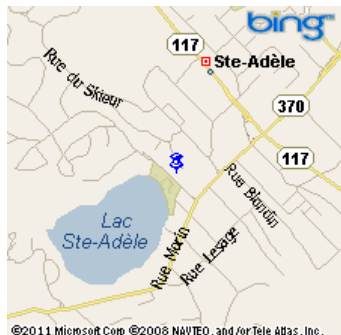 bing™
117
Ste-Adèle
Rue du Skieur
370
117
Rue Blondin
Lac
Ste-Adèle
Rue Morin
Rue Lesage
©2011 Microsoft Corp ©2008 NAVTEQ, and/or Tele Atlas, Inc.